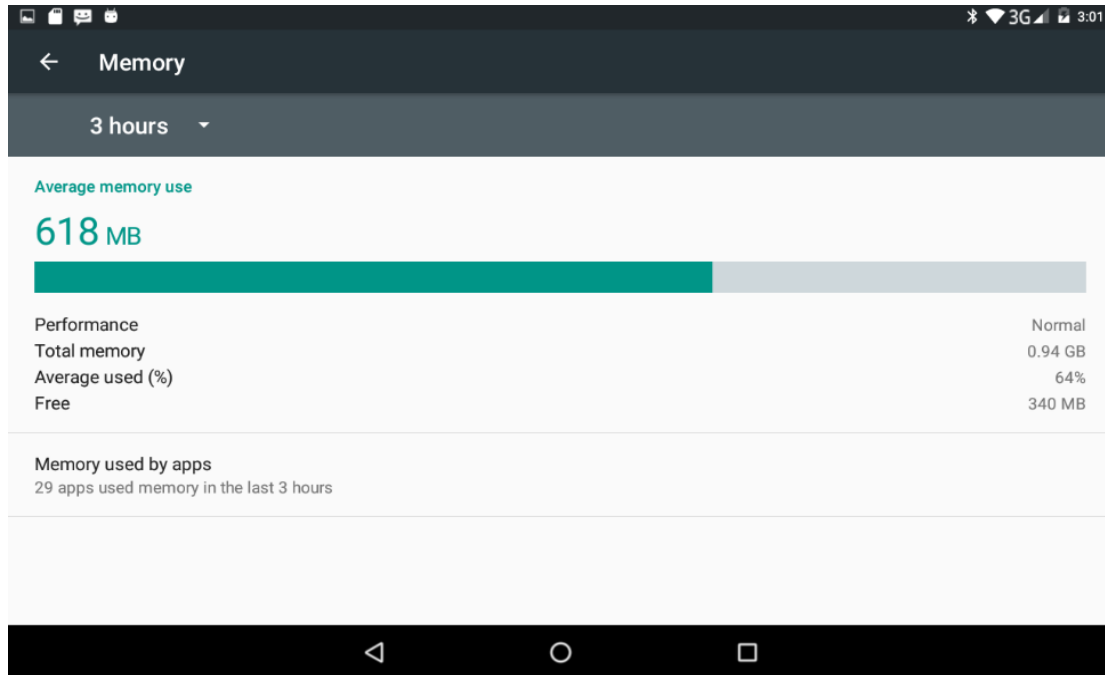 3G 3:01
Memory
3 hours
Average memory use
618 MB
Performance Normal
Total memory 0.94 GB
Average used (%) 64%
Free 340 MB
Memory used by apps
29 apps used memory in the last 3 hours